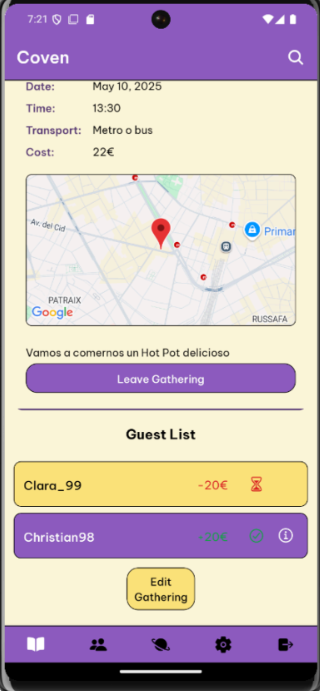 7:21
Coven
Date: May 10, 2025
Time: 13:30
Transport: Metro o bus
Cost: 22€
Av. del Cid
Primar
PATRAIX
Google
RUSSAFA
Vamos a comernos un Hot Pot delicioso
Leave Gathering
Guest List
Clara_99 -20€
Christian98 -20€
Edit
Gathering